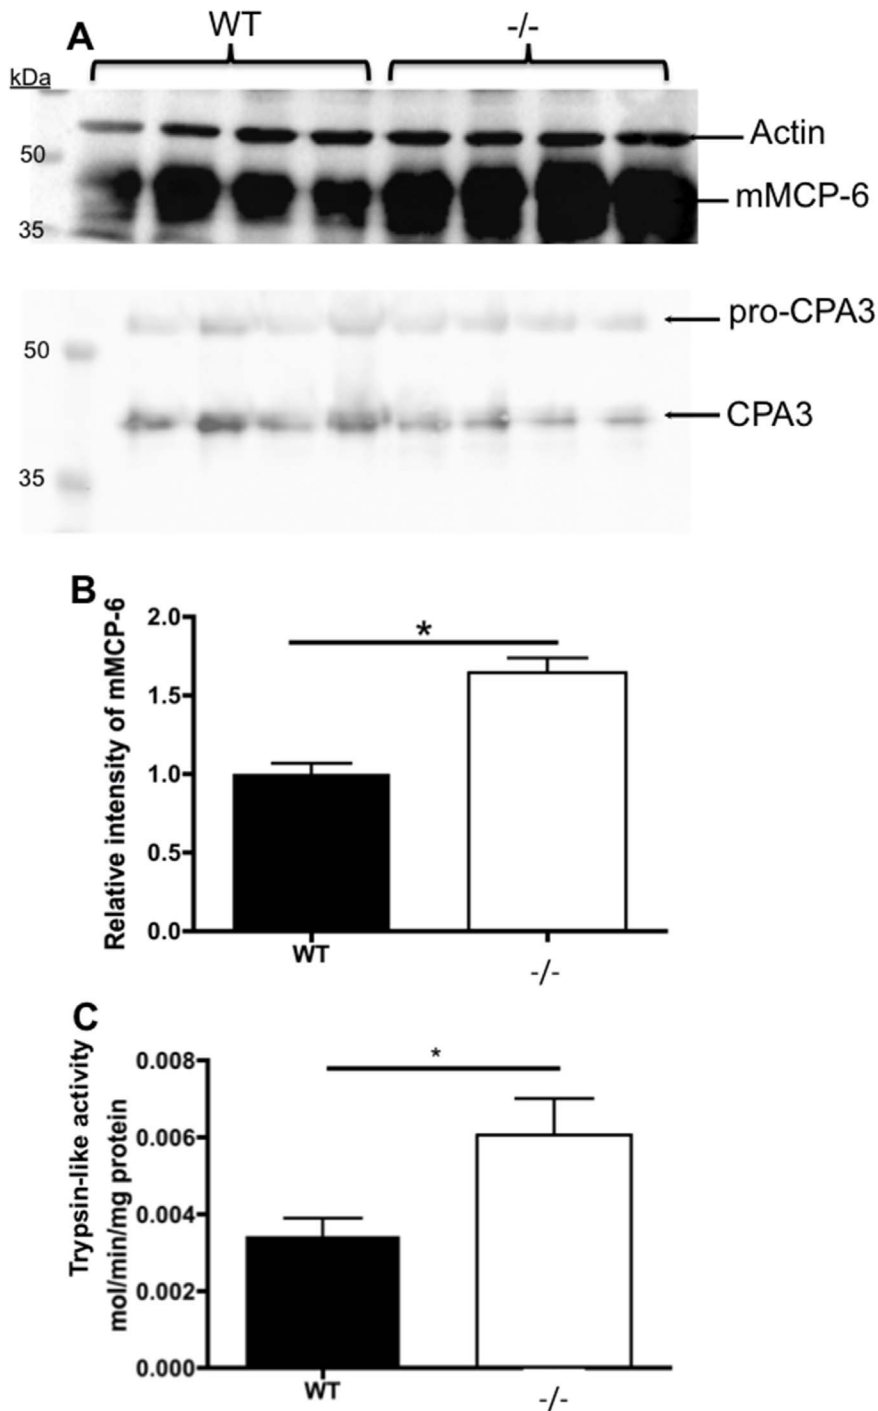 A
WT
-/-
kDa
50
35
Actin
mMCP-6
50
35
pro-CPA3
CPA3
B
Relative intensity of mMCP-6
2.0
1.5
1.0
0.5
0.0
*
WT
-/-
C
Trypsin-like activity
mol/min/mg protein
0.008
0.006
0.004
0.002
0.000
*
WT
-/-